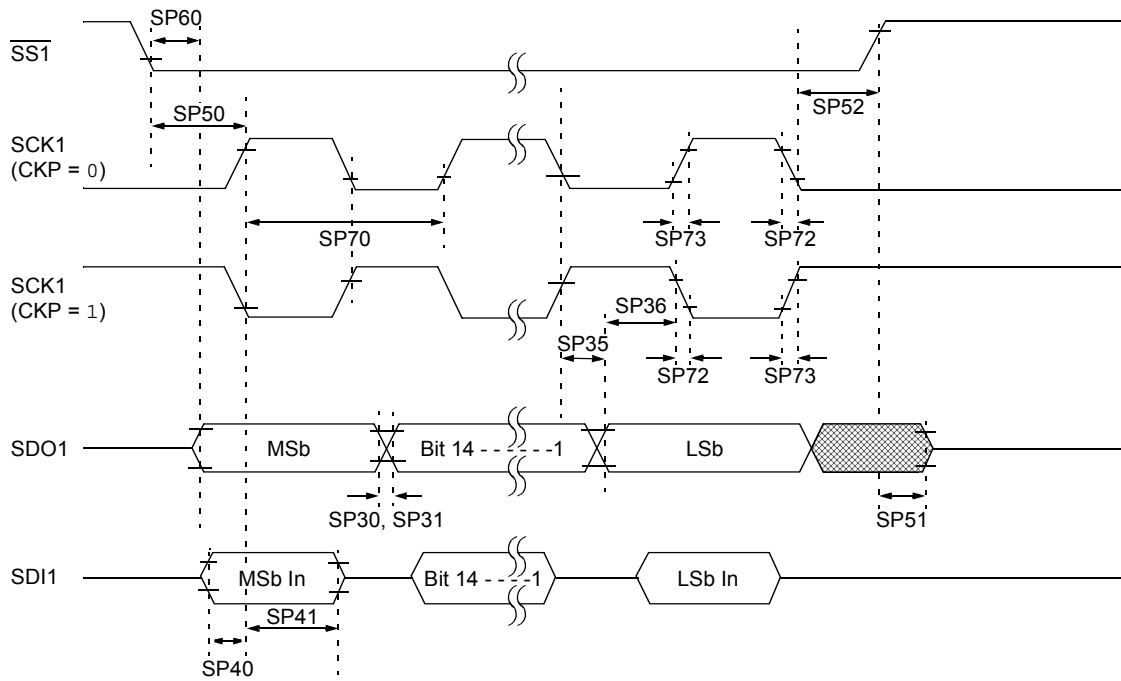 SP60
SS1
SP50
SP52
SCK1
(CKP = 0)
SP70
SP73
SP72
SCK1
(CKP = 1)
SP36
SP35
SP72
SP73
SDO1
MSb
Bit 14 - - - - - -1
LSb
SP30, SP31
SP51
SDI1
MSb In
Bit 14 - - - -1
LSb In
SP41
SP40